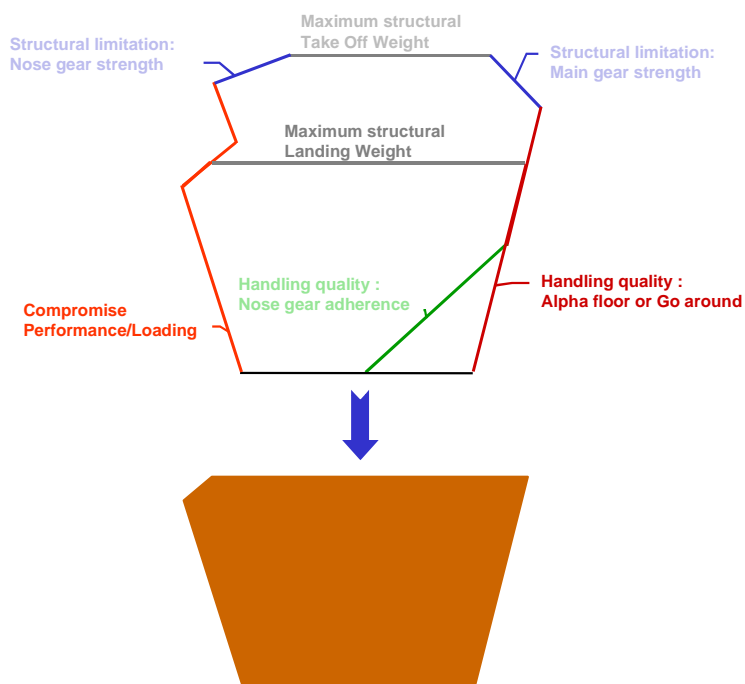 Maximum structural
Take Off Weight
Structural limitation:
Nose gear strength
Structural limitation:
Main gear strength
Maximum structural
Landing Weight
Handling quality :
Nose gear adherence
Handling quality :
Alpha floor or Go around
Compromise
Performance/Loading